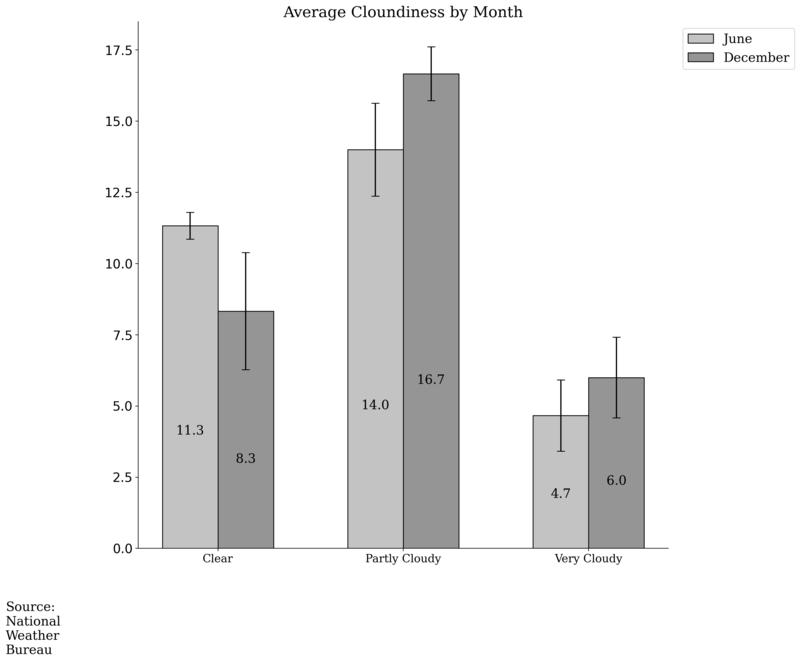 Average Cloundiness by Month
June
December
17.5
15.0
12.5
10.0
7.5
5.0
2.5
0.0
11.3
8.3
14.0
16.7
4.7
6.0
Clear
Partly Cloudy
Very Cloudy
Source:
National
Weather
Bureau